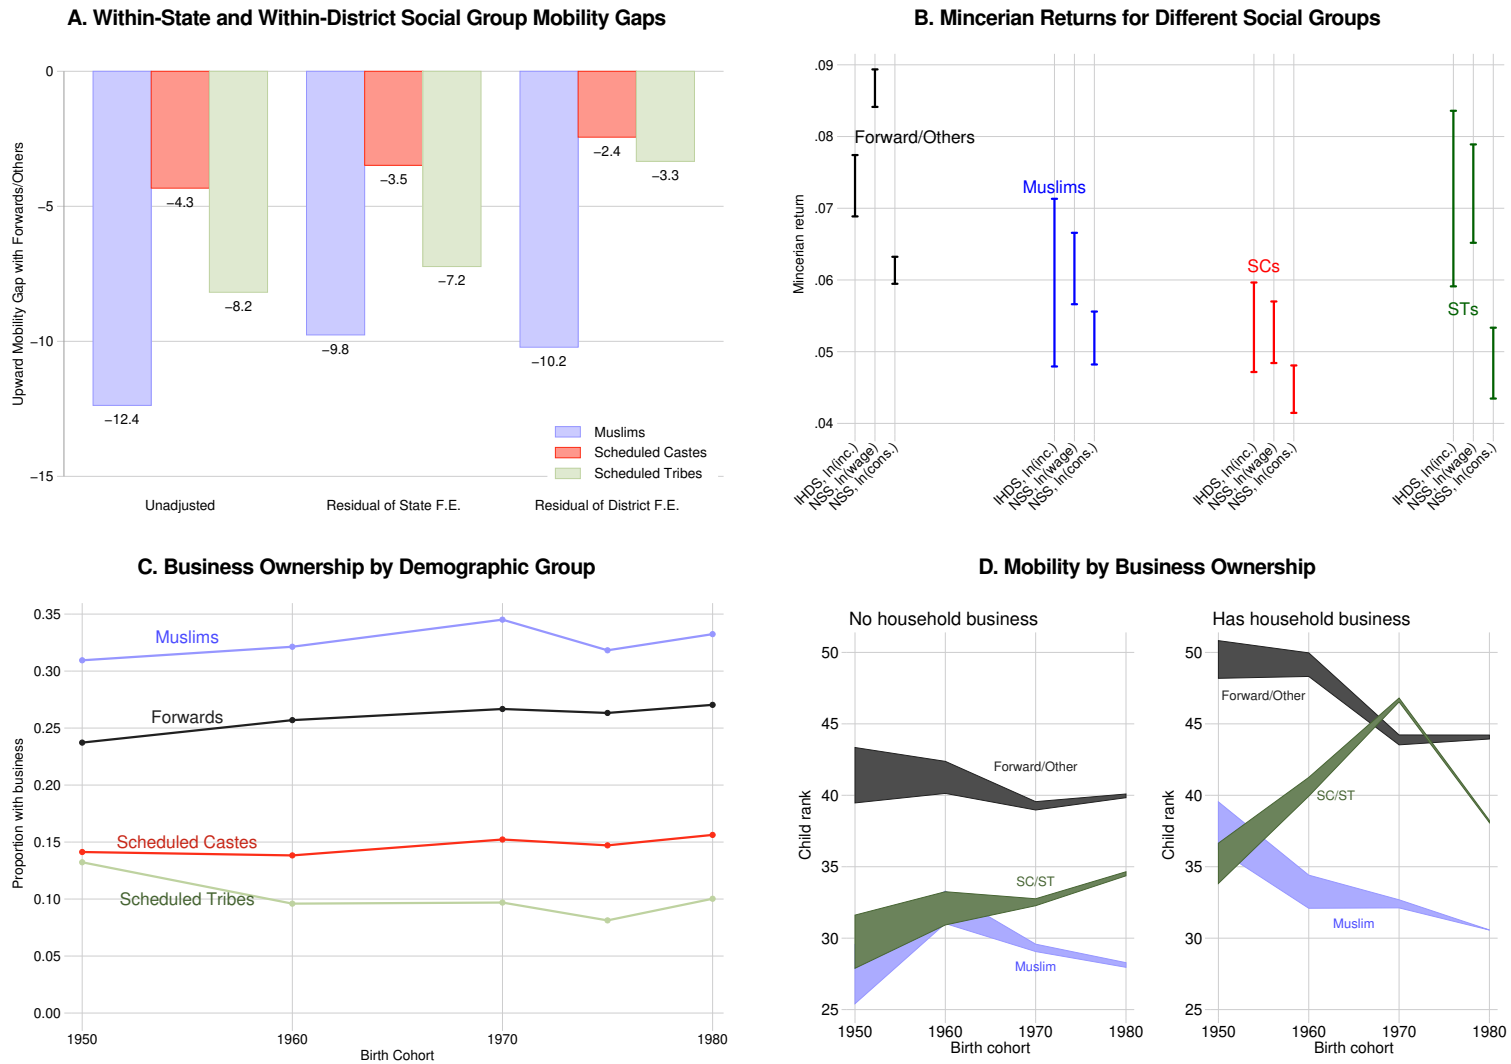 A. Within-State and Within-District Social Group Mobility Gaps
Upward Mobility Gap with Forwards/Others
0
−5
−10
−15
−12.4
−4.3
−8.2
−9.8
−3.5
−7.2
−10.2
−2.4
−3.3
Muslims
Scheduled Castes
Scheduled Tribes
Unadjusted
Residual of State F.E.
Residual of District F.E.
B. Mincerian Returns for Different Social Groups
Mincerian return
.09
.08
.07
.06
.05
.04
Forward/Others
Muslims
SCs
STs
IHDS, ln(inc.)
NSS, ln(wage)
NSS, ln(cons.)
IHDS, ln(inc.)
NSS, ln(wage)
NSS, ln(cons.)
IHDS, ln(inc)
NSS, ln(wage)
NSS, ln(cons.)
IHDS, ln(inc.)
NSS, ln(wage)
NSS, ln(cons.)
C. Business Ownership by Demographic Group
Proportion with business
0.35
0.30
0.25
0.20
0.15
0.10
0.05
0.00
Muslims
Forwards
Scheduled Castes
Scheduled Tribes
1950
1960
1970
1980
Birth Cohort
D. Mobility by Business Ownership
No household business
Child rank
50
45
40
35
30
25
Forward/Other
SC/ST
Muslim
1950
1960
1970
1980
Birth cohort
Has household business
Child rank
50
45
40
35
30
25
Forward/Other
SC/ST
Muslim
1950
1960
1970
1980
Birth cohort